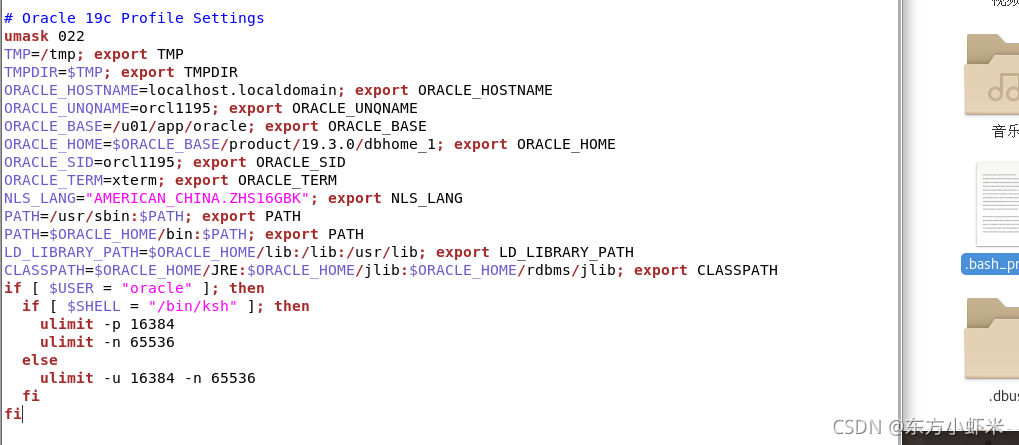 # Oracle 19c Profile Settings
umask 022
TMP=/tmp; export TMP
TMPDIR=$TMP; export TMPDIR
ORACLE_HOSTNAME=localhost.localdomain; export ORACLE_HOSTNAME
ORACLE_UNQNAME=orcl1195; export ORACLE_UNQNAME
ORACLE_BASE=/u01/app/oracle; export ORACLE_BASE
ORACLE_HOME=$ORACLE_BASE/product/19.3.0/dbhome_1; export ORACLE_HOME
ORACLE_SID=orcl1195; export ORACLE_SID
ORACLE_TERM=xterm; export ORACLE_TERM
NLS_LANG="AMERICAN_CHINA.ZHS16GBK"; export NLS_LANG
PATH=/usr/sbin:$PATH; export PATH
PATH=$ORACLE_HOME/bin:$PATH; export PATH
LD_LIBRARY_PATH=$ORACLE_HOME/lib:/lib:/usr/lib; export LD_LIBRARY_PATH
CLASSPATH=$ORACLE_HOME/JRE:$ORACLE_HOME/jlib:$ORACLE_HOME/rdbms/jlib; export CLASSPATH
if [ $USER = "oracle" ]; then
  if [ $SHELL = "/bin/ksh" ]; then
    ulimit -p 16384
    ulimit -n 65536
  else
    ulimit -u 16384 -n 65536
  fi
fi
音乐
.bash_pr
.dbus
CSDN @东方小虾米